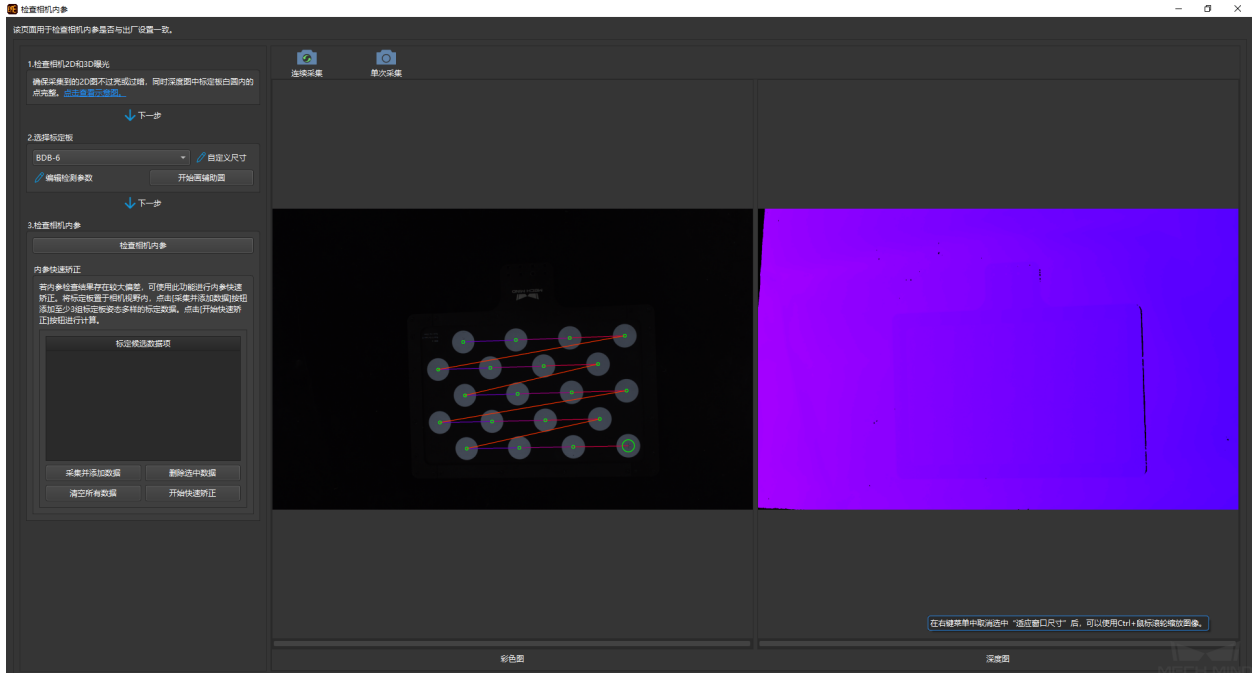 检查相机内参
该页面用于检查相机内参是否与出厂设置一致。
1.检查相机2D和3D曝光
确保采集到的2D图不过亮或过暗，同时深度图中标定板白圆内的
点完整。点击查看示意图。
下一步
2.选择标定板
BDB-6
自定义尺寸
编辑检测参数
开始画辅助圆
下一步
3.检查相机内参
检查相机内参
内参快速矫正
若内参检查结果存在较大偏差，可使用此功能进行内参快速
矫正。将标定板置于相机视野内，点击[采集并添加数据]按钮
添加至少3组标定板姿态多样的标定数据。点击[开始快速矫
正]按钮进行计算。
标定候选数据项
采集并添加数据
删除选中数据
清空所有数据
开始快速矫正
连续采集
单次采集
在右键菜单中取消选中“适应窗口尺寸”后，可以使用Ctrl+鼠标滚轮缩放图像。
彩色图
深度图